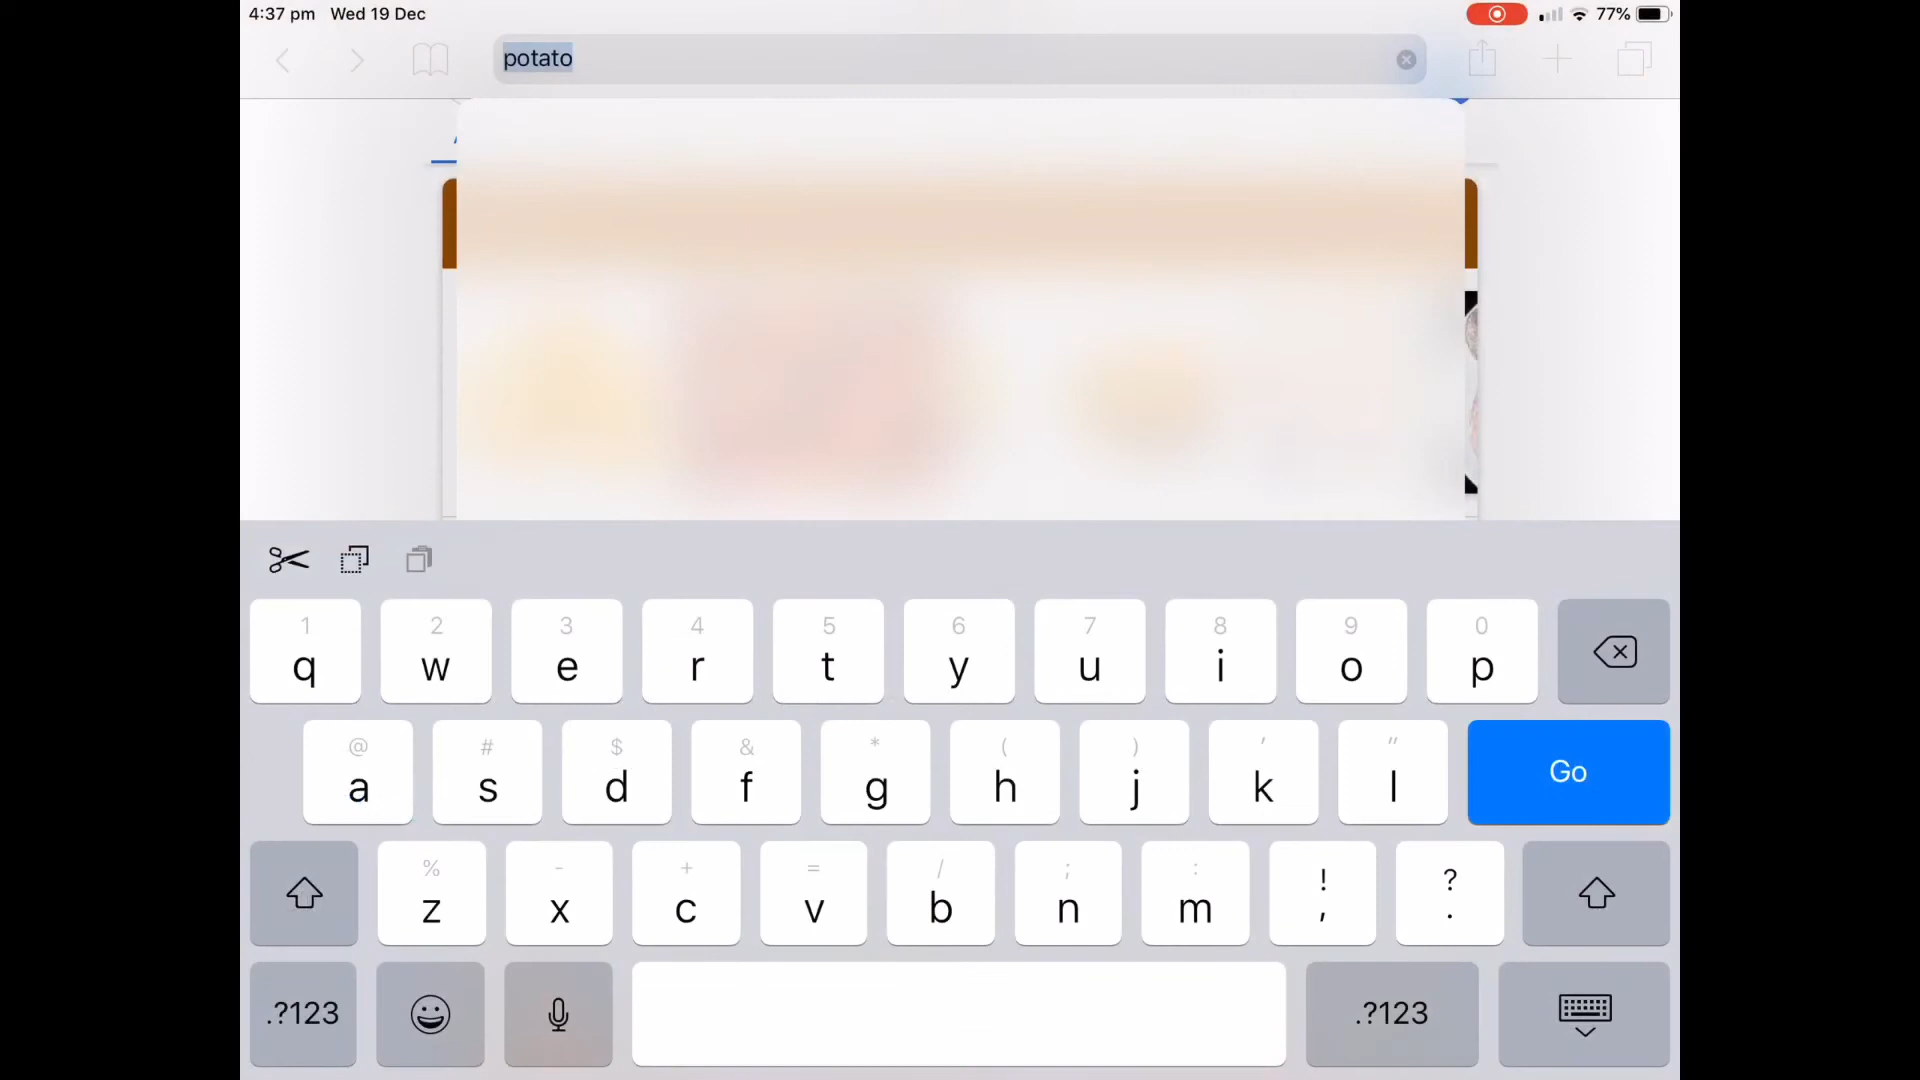 4:37 pm Wed 19 Dec 77%
potato
1 2 3 4 5 6 7 8 9 0
q w e r t y u i o p
@ # $ & * ( ) ' "
a s d f g h j k l Go
% - + = / ; : ! ?
z x c v b n m , .
.?123 .?123